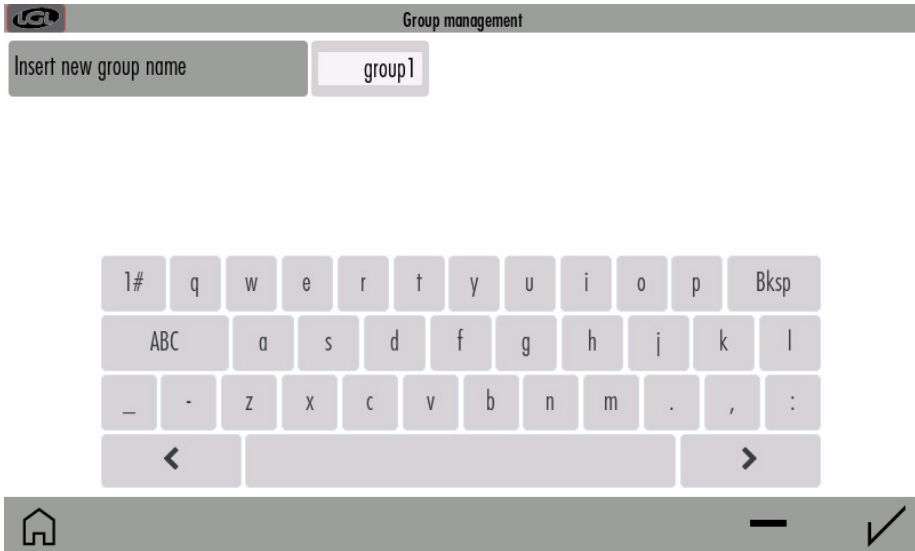 LGL
Group management
Insert new group name group1
1# q w e r t y u i o p Bksp
ABC a s d f g h j k l
_ - z x c v b n m . , :
< >